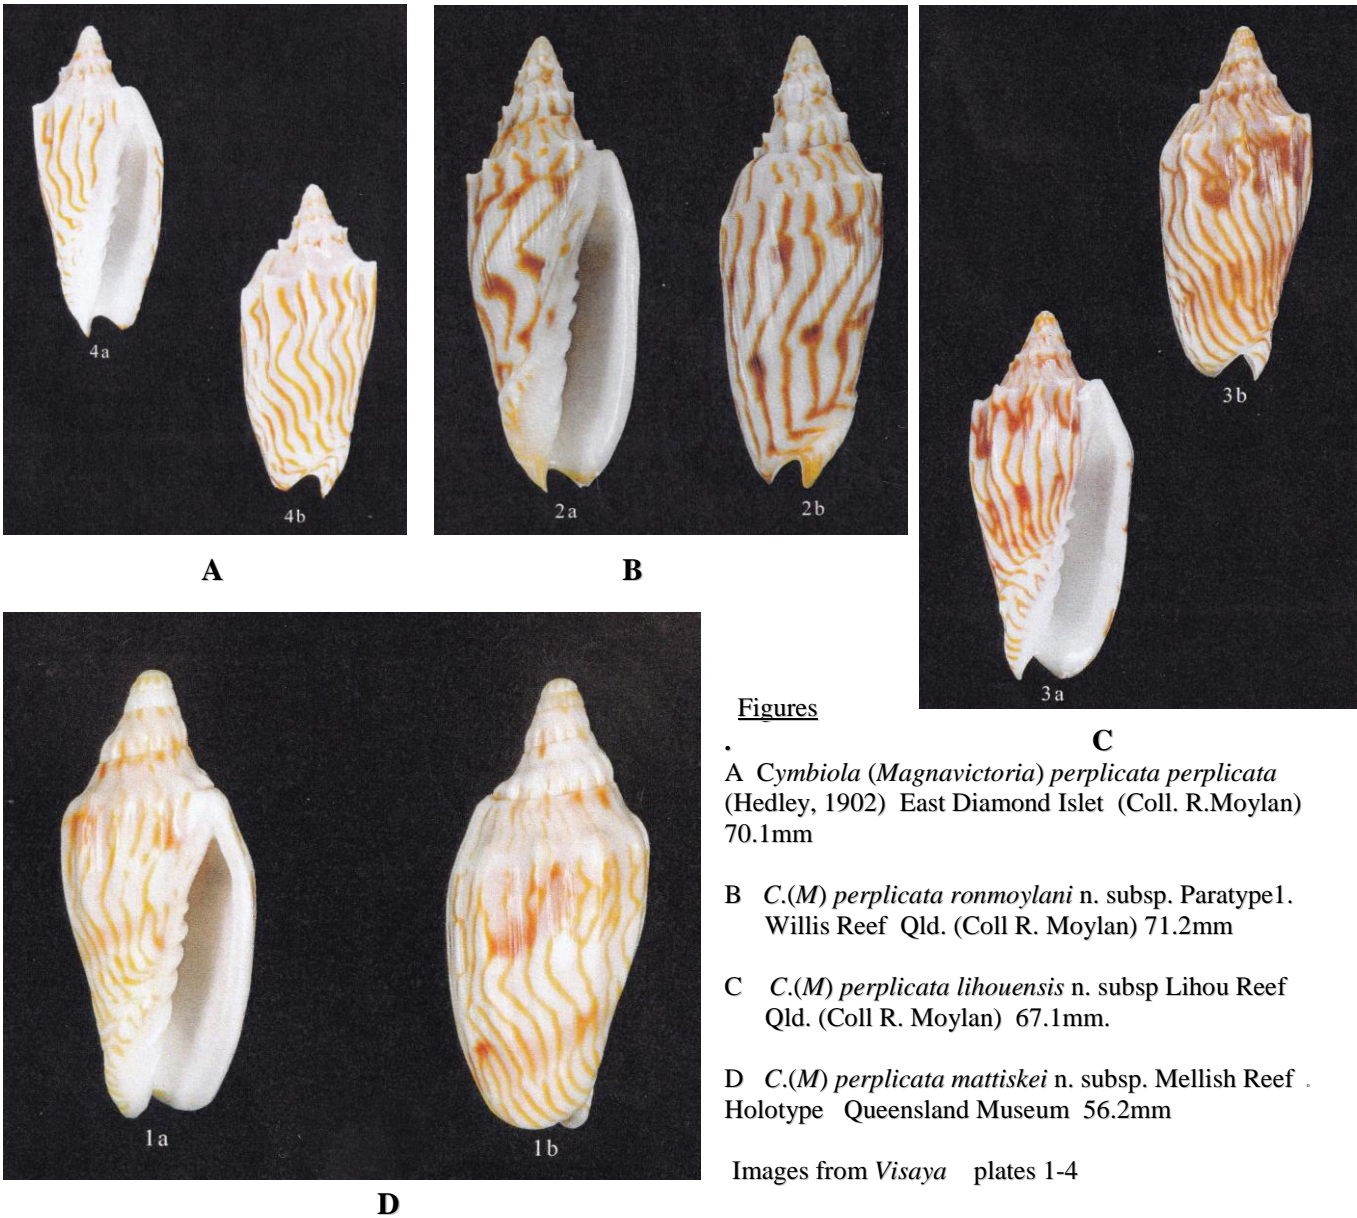 4a
4b
A
2a
2b
B
3b
3a
C
1a
1b
D
Figures
.
A Cymbiola (Magnavictoria) perplicata perplicata
(Hedley, 1902) East Diamond Islet (Coll. R.Moylan)
70.1mm
B C.(M) perplicata ronmoylani n. subsp. Paratype1.
Willis Reef Qld. (Coll R. Moylan) 71.2mm
C C.(M) perplicata lihouensis n. subsp Lihou Reef
Qld. (Coll R. Moylan) 67.1mm.
D C.(M) perplicata mattiskei n. subsp. Mellish Reef .
Holotype Queensland Museum 56.2mm
Images from Visaya plates 1-4